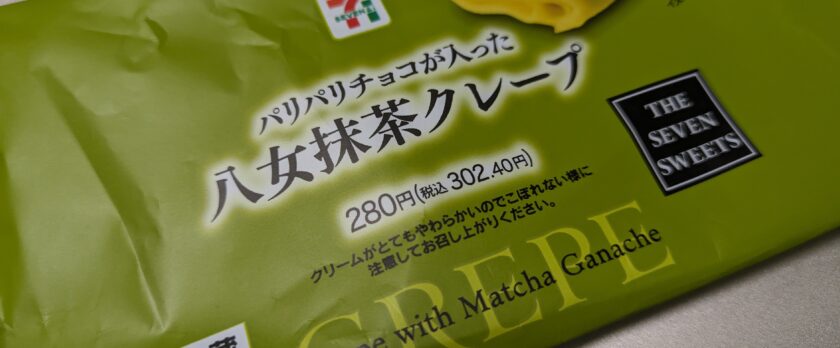 パリパリチョコが入った
八女抹茶クレープ
280円(税込 302.40円)
クリームがとてもやわらかいのでこぼれない様に
注意してお召し上がりください。
THE
SEVEN
SWEETS
CREPE
with Matcha Ganache